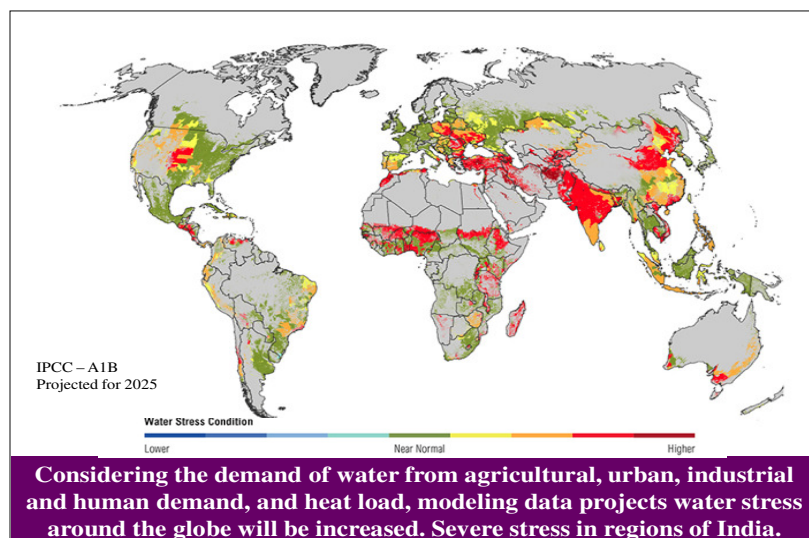 IPCC – A1B
Projected for 2025
Water Stress Condition
Lower Near Normal Higher
Considering the demand of water from agricultural, urban, industrial
and human demand, and heat load, modeling data projects water stress
around the globe will be increased. Severe stress in regions of India.